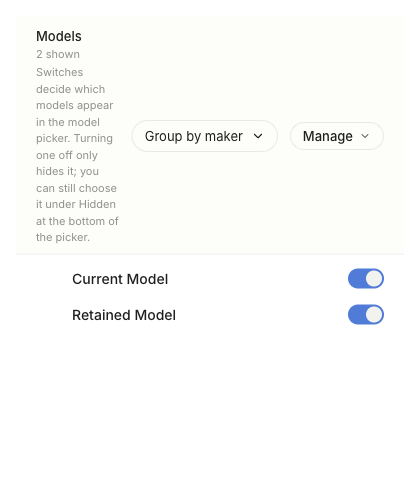 Models
2 shown
Switches
decide which
models appear
in the model
picker. Turning
one off only
hides it; you
can still choose
it under Hidden
at the bottom of
the picker.
Group by maker
Manage
Current Model
Retained Model